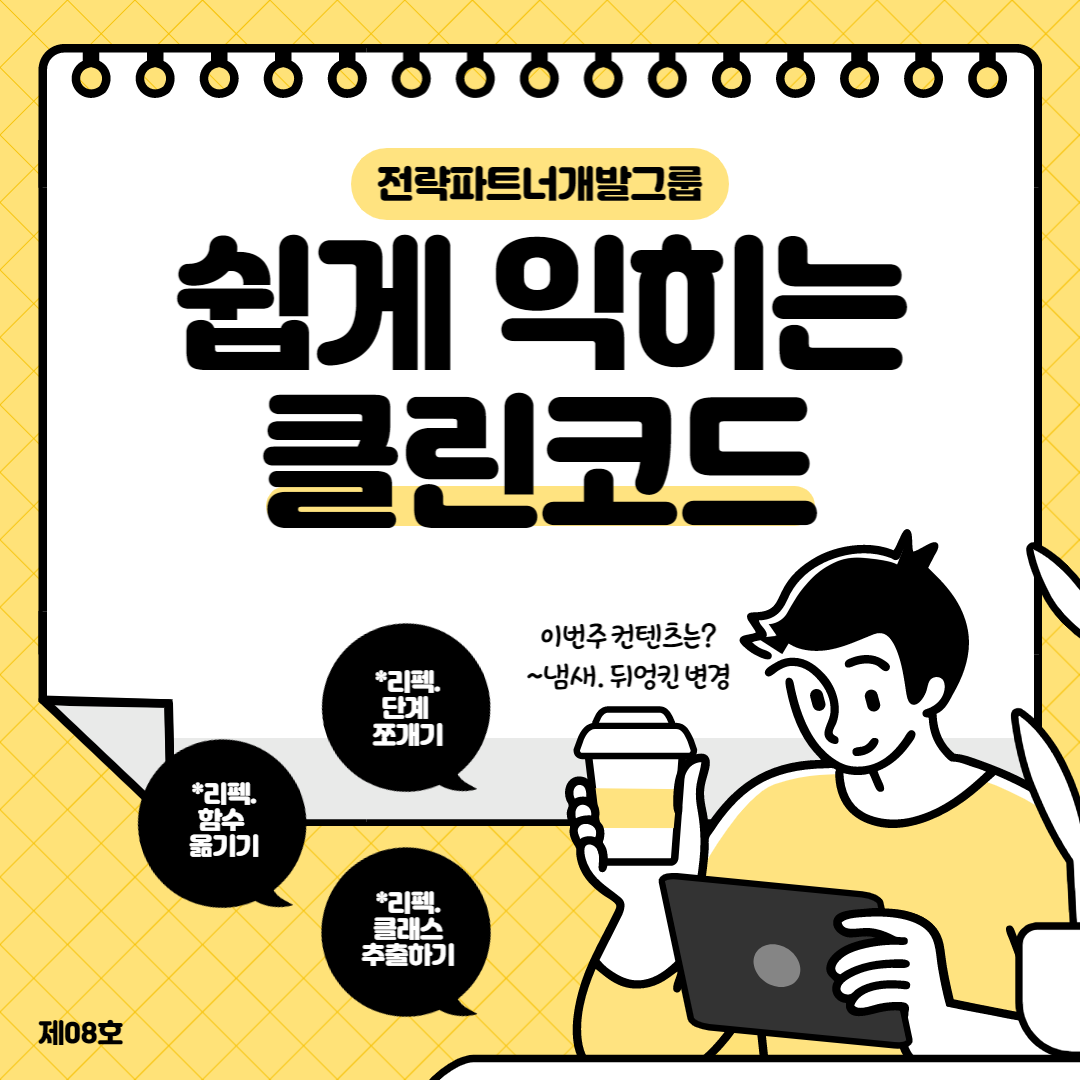 전략파트너개발그룹
쉽게 익히는
클린코드
이번주 컨텐츠는?
~냄새. 뒤엉킨 변경
*리펙.
단계
쪼개기
*리펙.
함수
옮기기
*리펙.
클래스
추출하기
제08호